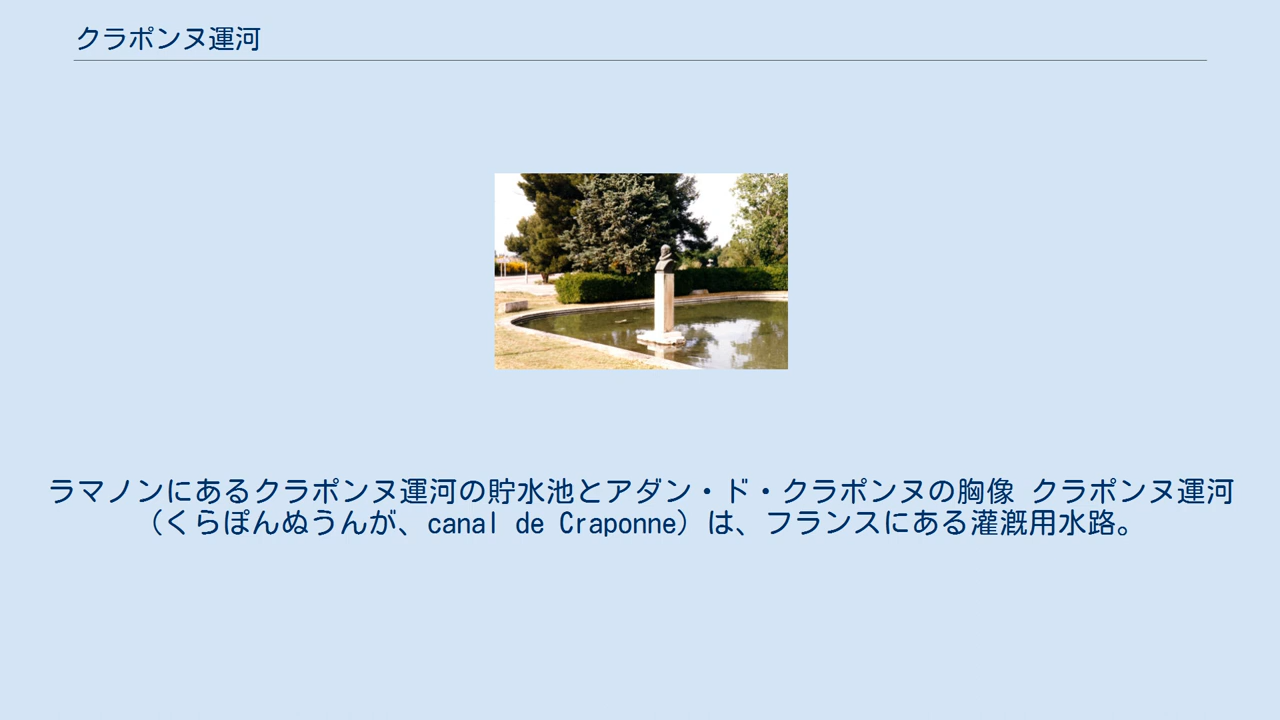 クラポンヌ運河
ラマノンにあるクラポンヌ運河の貯水池とアダン・ド・クラポンヌの胸像 クラポンヌ運河
（くらぽんぬうんが、canal de Craponne）は、フランスにある灌漑用水路。